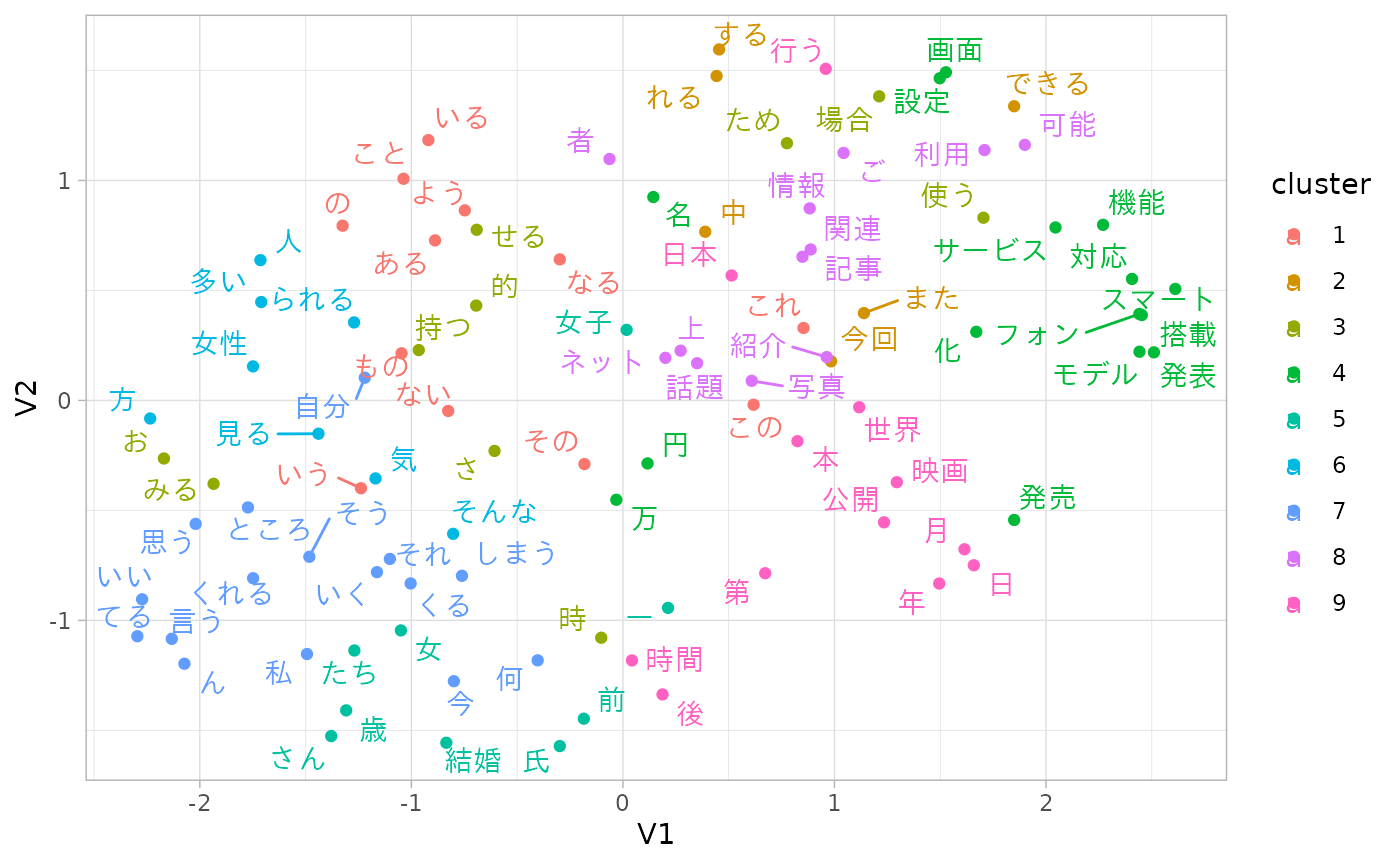 する
行う
画面
れる
設定
できる
いる
ため
場合
可能
こと
者
ご
利用
の
よう
情報
使う
機能
人
せる
名
中
関連
ある
日本
記事
サービス
対応
多い
られる
なる
的
これ
また
スマート
女性
持つ
女子
上
紹介
今回
フォン
搭載
もの
ネット
化
方
自分
ない
話題
写真
モデル
発表
お
見る
その
円
この
世界
みる
いう
気
さ
本
映画
思う
ところ
そう
そんな
万
公開
発売
いい
くれる
それ
しまう
月
てる
言う
いく
くる
第
年
日
ん
私
たち
女
今
何
時
一
時間
さん
歳
結婚
氏
前
後
1
0
-1
V2
-2
-1
0
1
2
V1
cluster
a 1
a 2
a 3
a 4
a 5
a 6
a 7
a 8
a 9